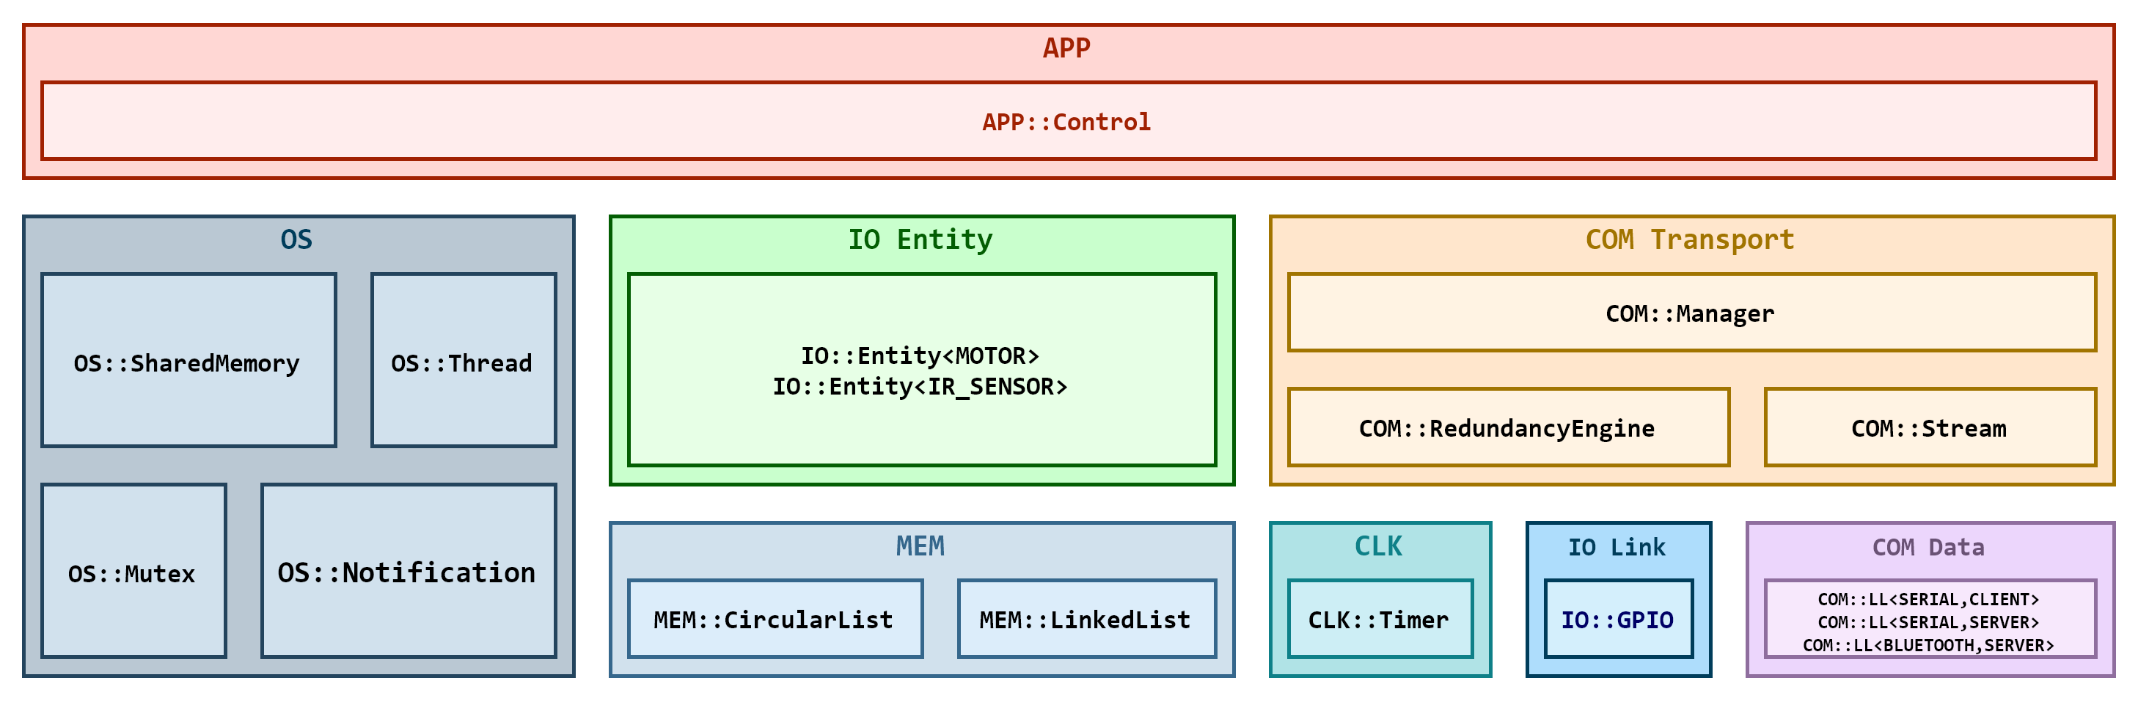 APP
APP::Control
OS
OS::SharedMemory
OS::Thread
OS::Mutex
OS::Notification
IO Entity
IO::Entity<MOTOR>
IO::Entity<IR_SENSOR>
COM Transport
COM::Manager
COM::RedundancyEngine
COM::Stream
MEM
MEM::CircularList
MEM::LinkedList
CLK
CLK::Timer
IO Link
IO::GPIO
COM Data
COM::LL<SERIAL,CLIENT>
COM::LL<SERIAL,SERVER>
COM::LL<BLUETOOTH,SERVER>